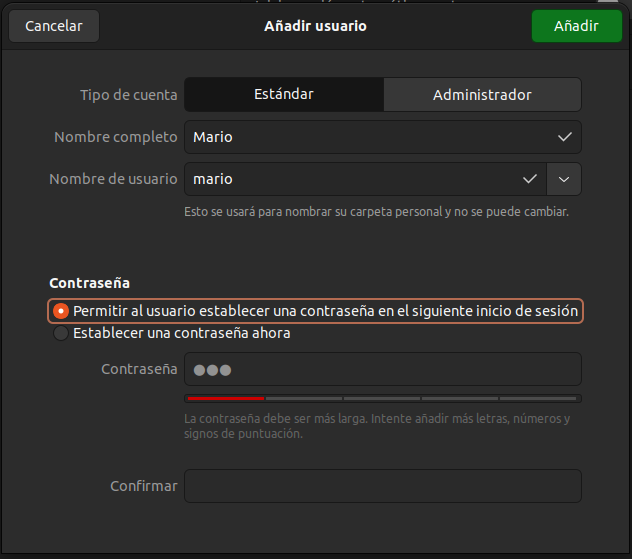 Cancelar
Añadir usuario
Añadir
Tipo de cuenta
Estándar
Administrador
Nombre completo
Mario
Nombre de usuario
mario
Esto se usará para nombrar su carpeta personal y no se puede cambiar.
Contraseña
Permitir al usuario establecer una contraseña en el siguiente inicio de sesión
Establecer una contraseña ahora
Contraseña
●●●
La contraseña debe ser más larga. Intente añadir más letras, números y
signos de puntuación.
Confirmar